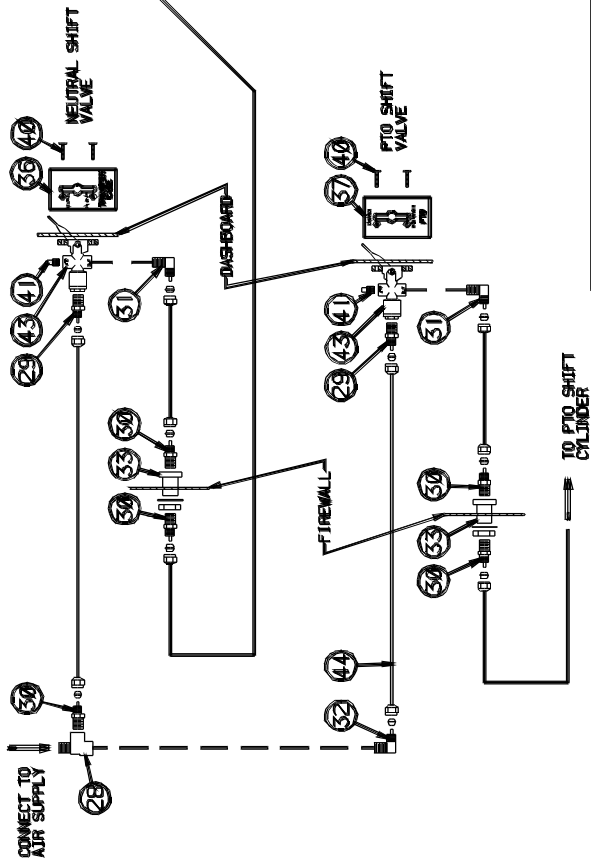 CONNECT TO
AIR SUPPLY
30
29
43
41
36
40
NEUTRAL SHIFT
VALVE
28
30
33
30
31
DASHBOARD
FIREWALL
32
44
29
43
41
37
40
PTO SHIFT
VALVE
PTO
30
33
30
31
TO PTO SHIFT
CYLINDER